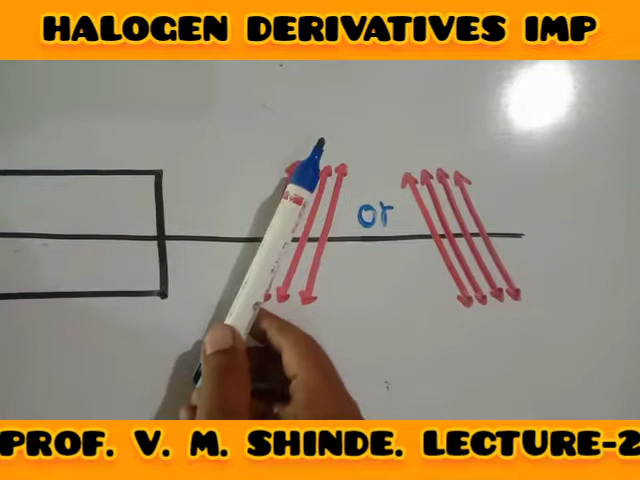 HALOGEN DERIVATIVES IMP
or
PROF. V. M. SHINDE. LECTURE-2